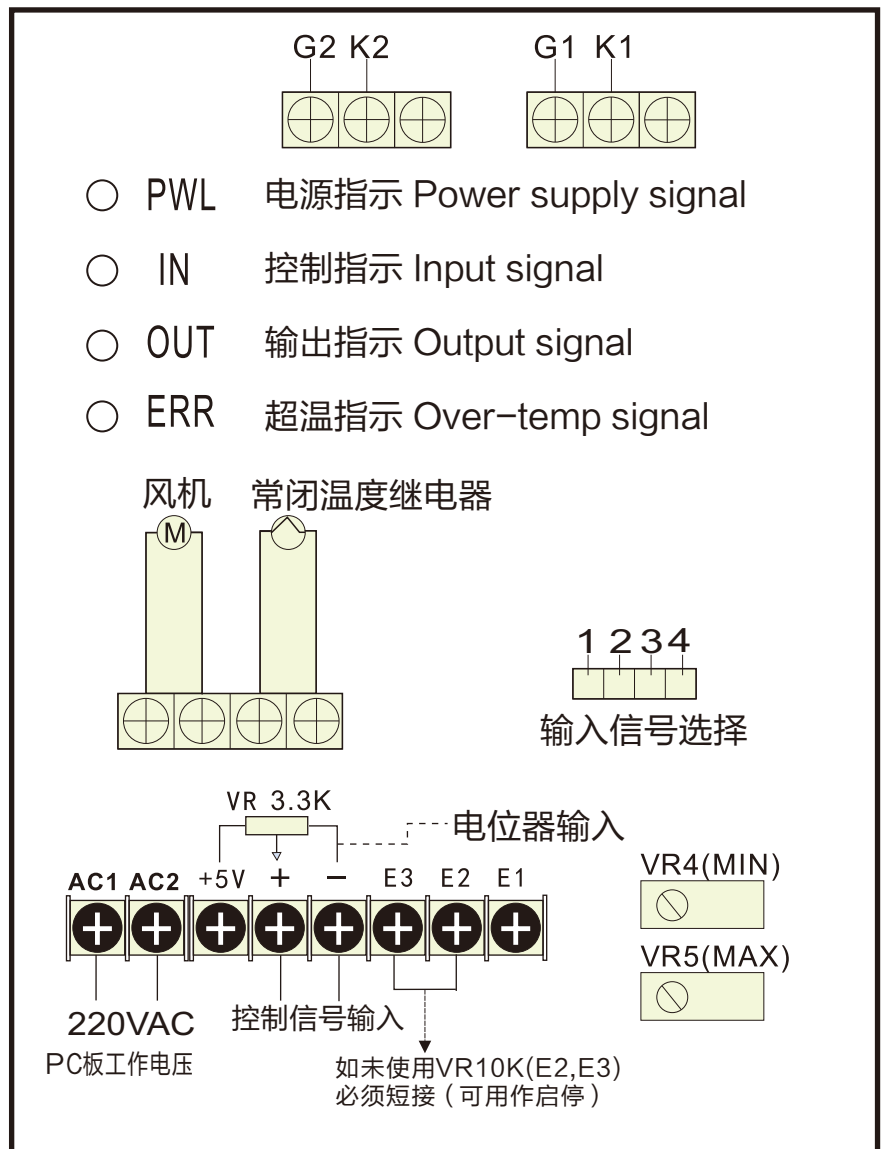 G2 K2 G1 K1
PWL 电源指示 Power supply signal
IN 控制指示 Input signal
OUT 输出指示 Output signal
ERR 超温指示 Over-temp signal
风机 常闭温度继电器
M
1 2 3 4
输入信号选择
VR 3.3K
电位器输入
AC1 AC2 +5V + - E3 E2 E1
VR4(MIN)
VR5(MAX)
220VAC 控制信号输入
PC板工作电压
如未使用VR10K(E2,E3)
必须短接(可用作启停)